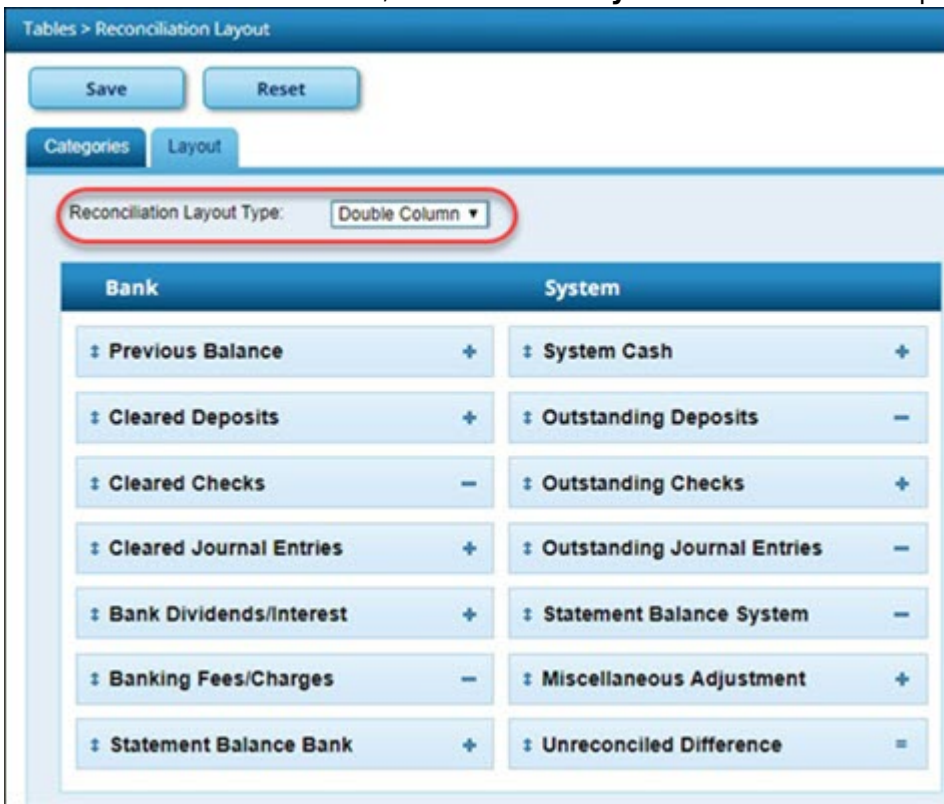 Tables > Reconciliation Layout
Save Reset
Categories Layout
Reconciliation Layout Type: Double Column ▼
Bank System
Previous Balance + System Cash +
Cleared Deposits + Outstanding Deposits −
Cleared Checks − Outstanding Checks +
Cleared Journal Entries + Outstanding Journal Entries −
Bank Dividends/Interest + Statement Balance System −
Banking Fees/Charges − Miscellaneous Adjustment +
Statement Balance Bank + Unreconciled Difference =